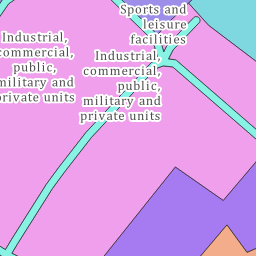 Sports and
leisure
facilities
Industrial,
commercial,
public,
military and
private units
Industrial,
commercial,
public,
military and
private units